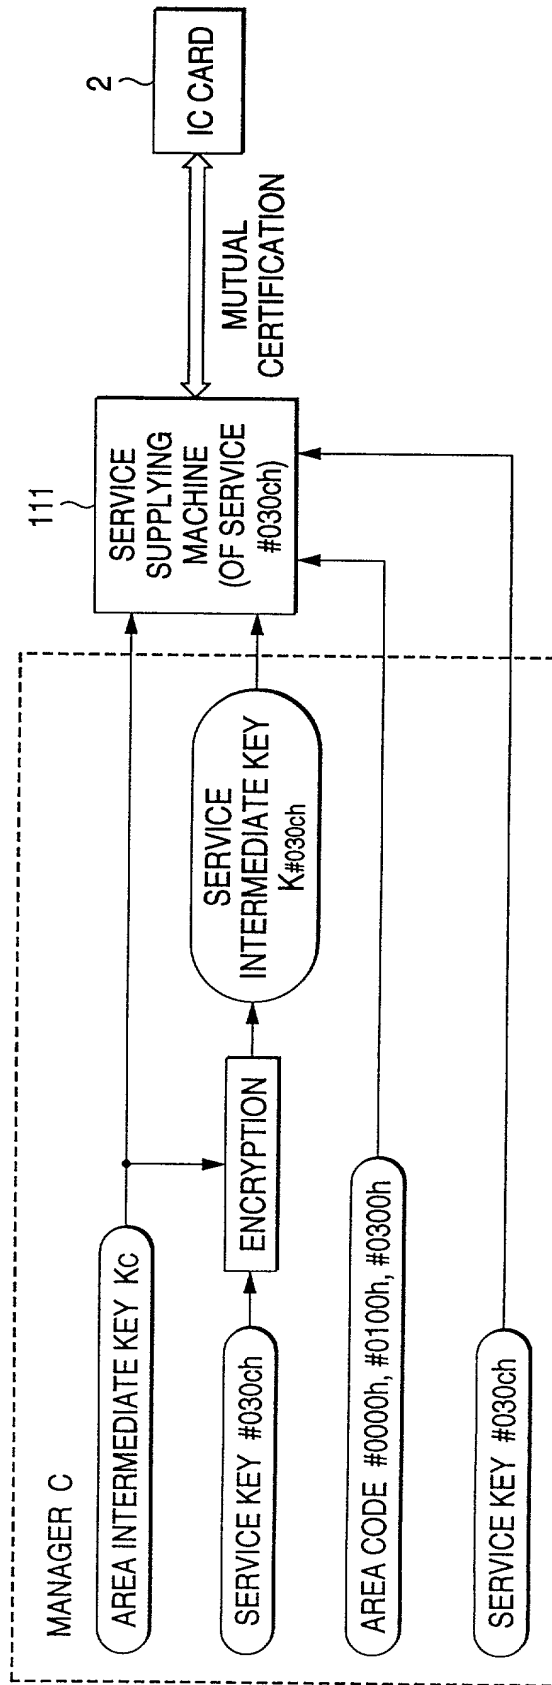 MANAGER C
AREA INTERMEDIATE KEY Kc
SERVICE KEY #030ch
ENCRYPTION
SERVICE
INTERMEDIATE KEY
K#030ch
AREA CODE #0000h, #0100h, #0300h
SERVICE KEY #030ch
111
SERVICE
SUPPLYING
MACHINE
(OF SERVICE
#030ch)
MUTUAL
CERTIFICATION
2
IC CARD